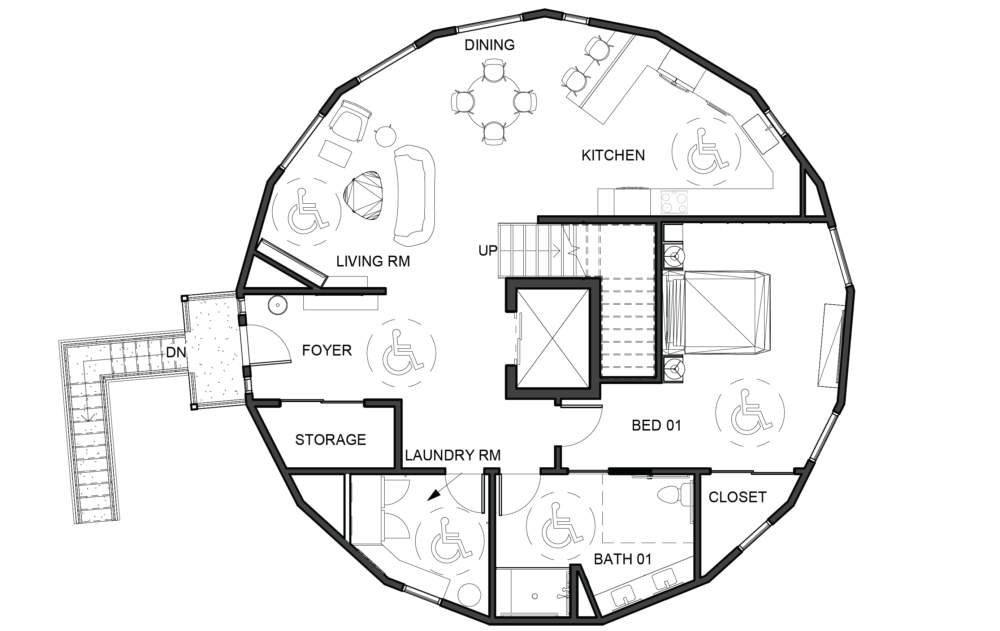 DINING
KITCHEN
UP
LIVING RM
FOYER
DN
BED 01
STORAGE
LAUNDRY RM
CLOSET
BATH 01